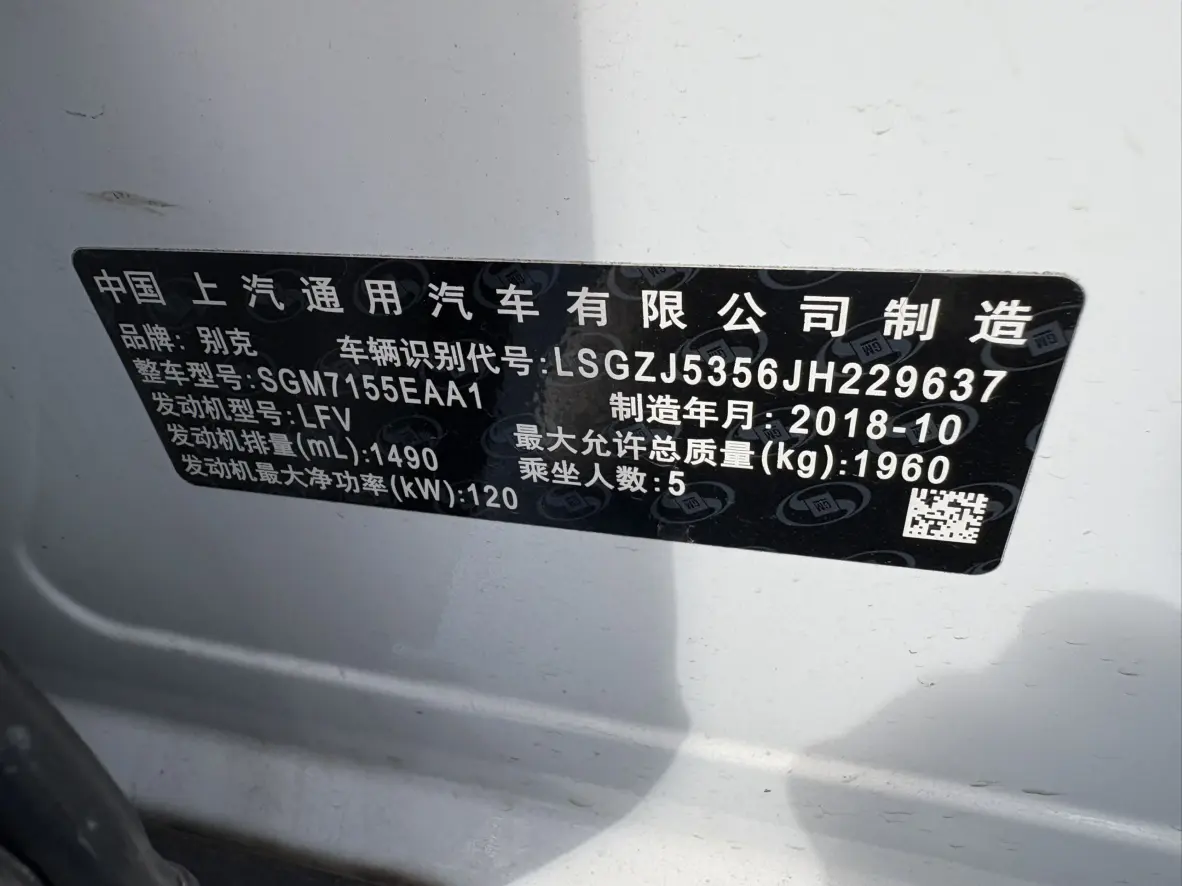 中国 上汽通用汽车有限公司制造
品牌: 别克 车辆识别代号:LSGZJ5356JH229637
整车型号:SGM7155EAA1 制造年月: 2018-10
发动机型号:LFV 最大允许总质量(kg):1960
发动机排量(mL):1490 乘坐人数:5
发动机最大净功率(kW):120